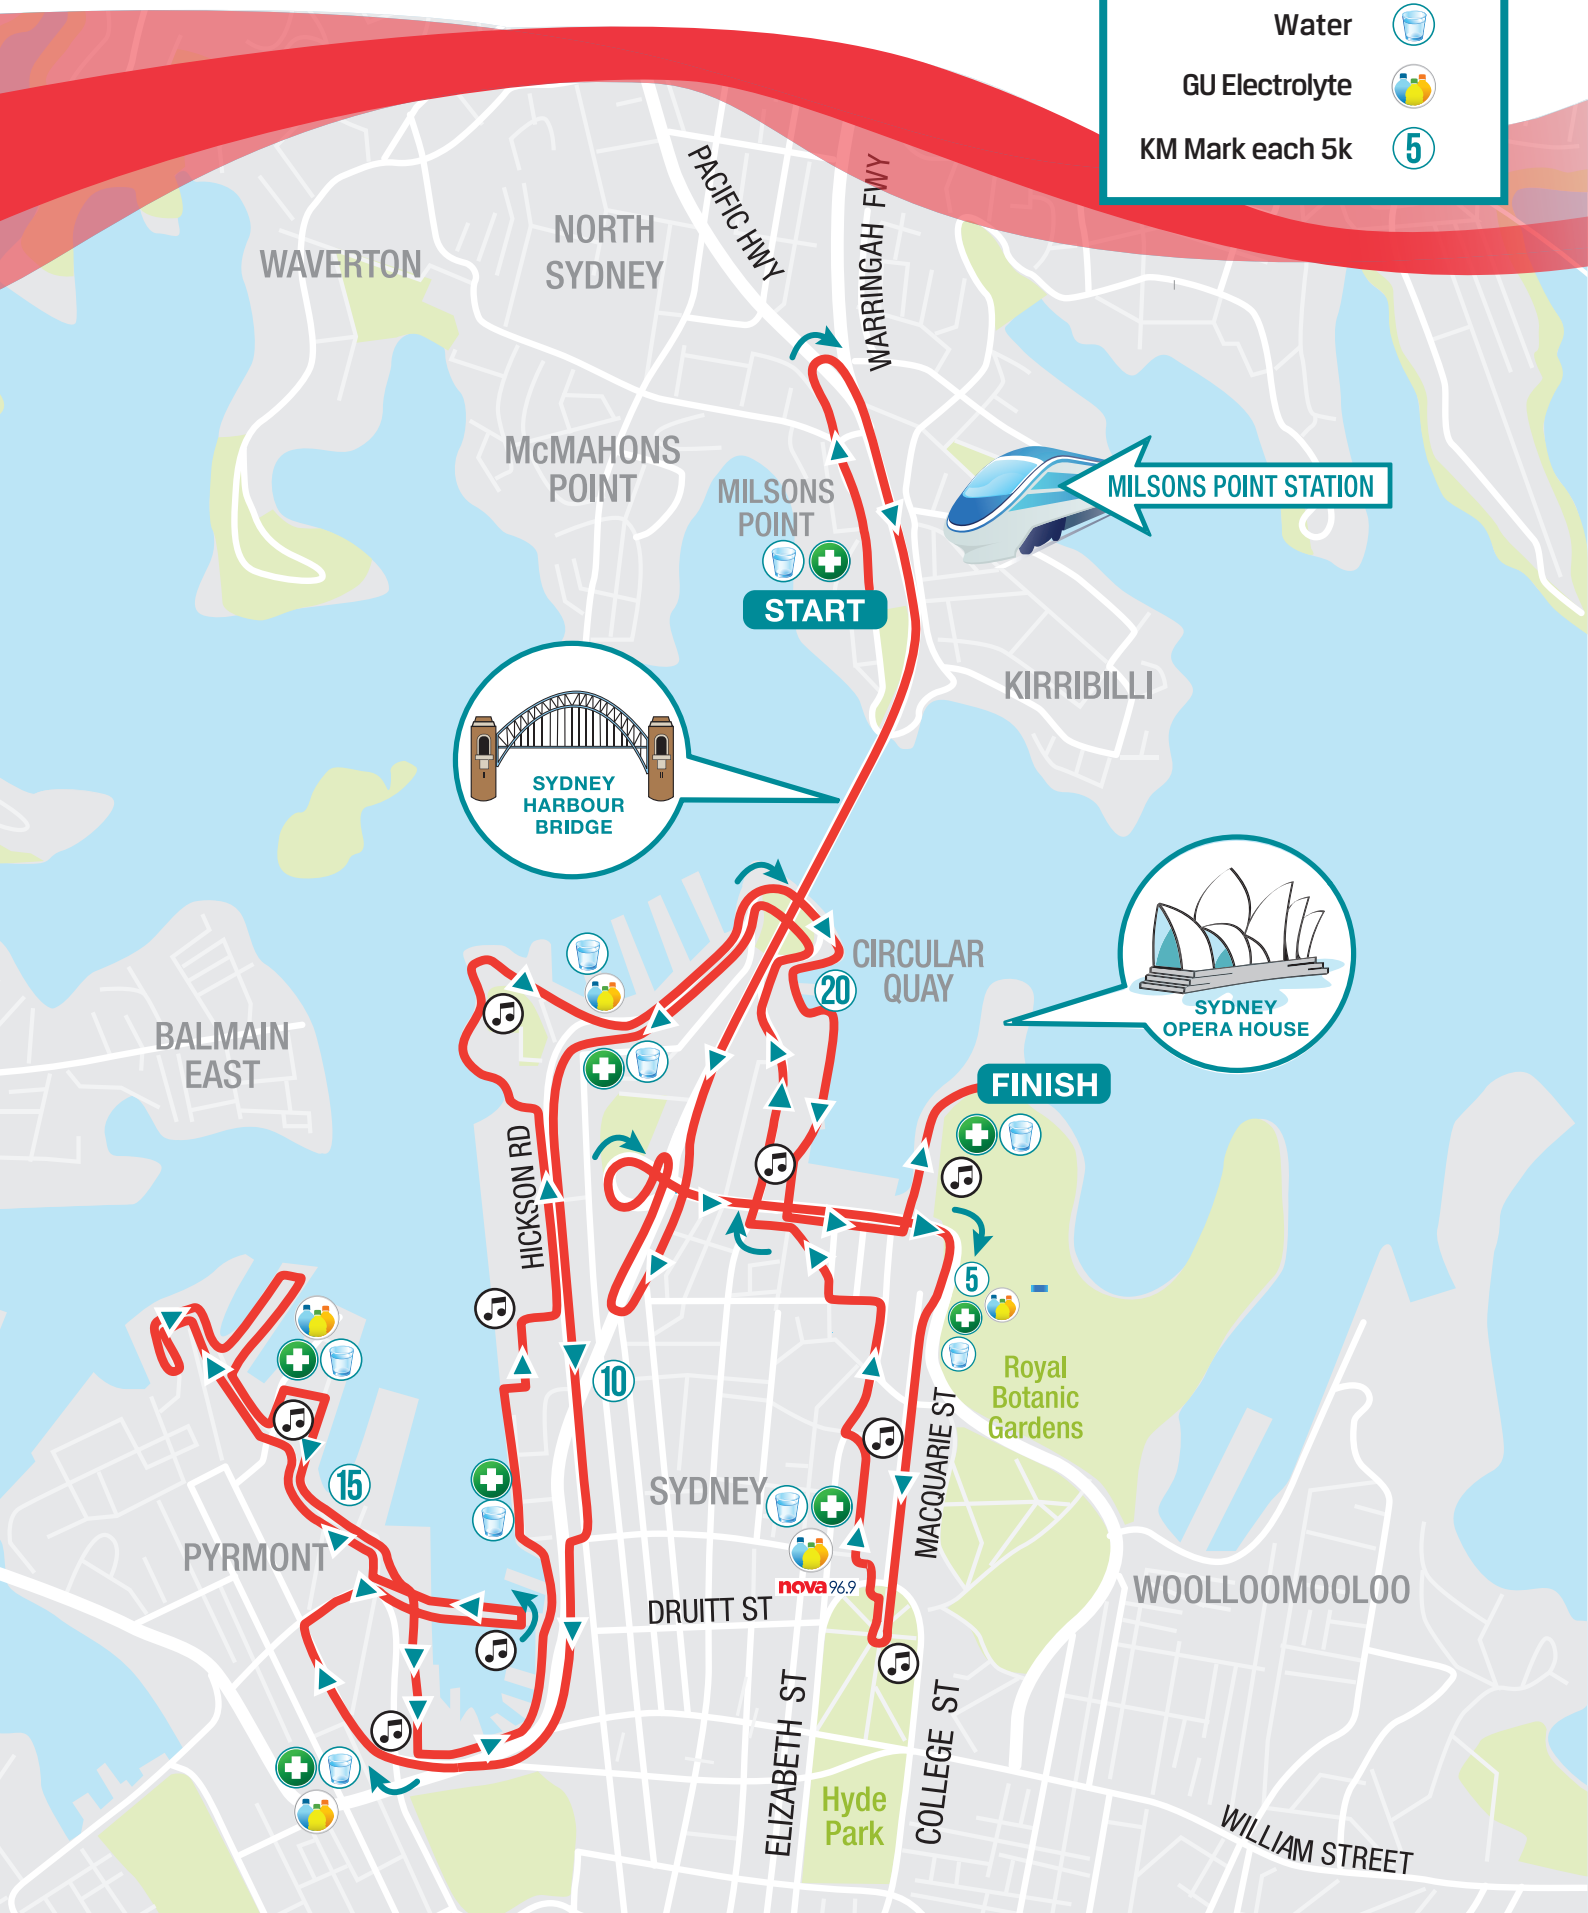 Water
GU Electrolyte
KM Mark each 5k
5
PACIFIC HWY
WARRINGAH FWY
NORTH
SYDNEY
WAVERTON
McMAHONS
POINT
MILSONS
POINT
MILSONS POINT STATION
START
KIRRIBILLI
SYDNEY
HARBOUR
BRIDGE
CIRCULAR
QUAY
20
SYDNEY
OPERA HOUSE
BALMAIN
EAST
FINISH
HICKSON RD
5
10
Royal
Botanic
Gardens
MACQUARIE ST
15
SYDNEY
PYRMONT
nova 96.9
DRUITT ST
WOOLLOOMOOLOO
ELIZABETH ST
COLLEGE ST
Hyde
Park
WILLIAM STREET